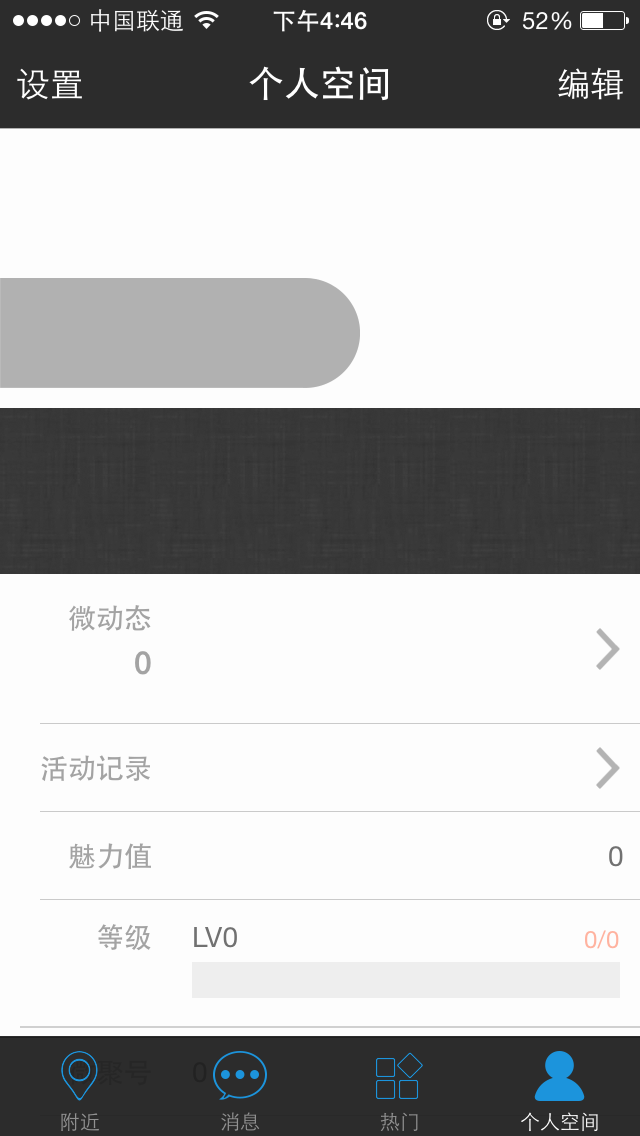 中国联通 下午4:46 52%
设置 个人空间 编辑
微动态
0
活动记录
魅力值 0
等级 LV0 0/0
聚号 0
附近 消息 热门 个人空间